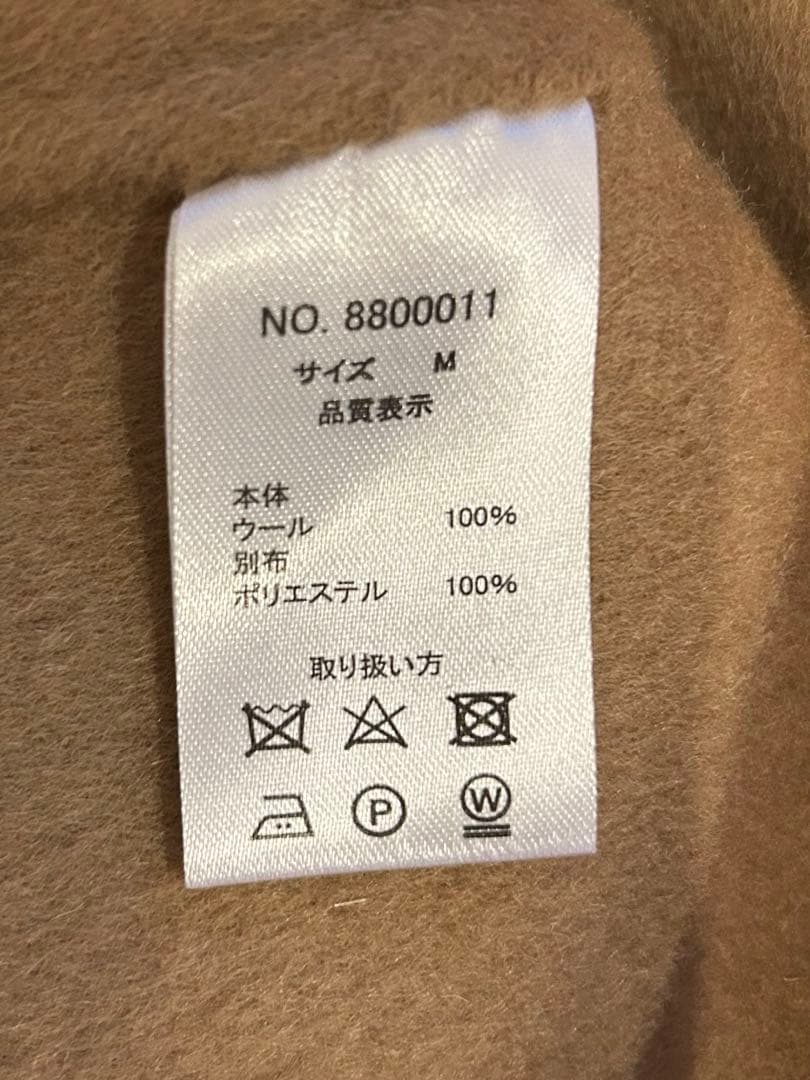 NO. 8800011
サイズ M
品質表示
本体
ウール 100%
別布
ポリエステル 100%
取り扱い方
P
W